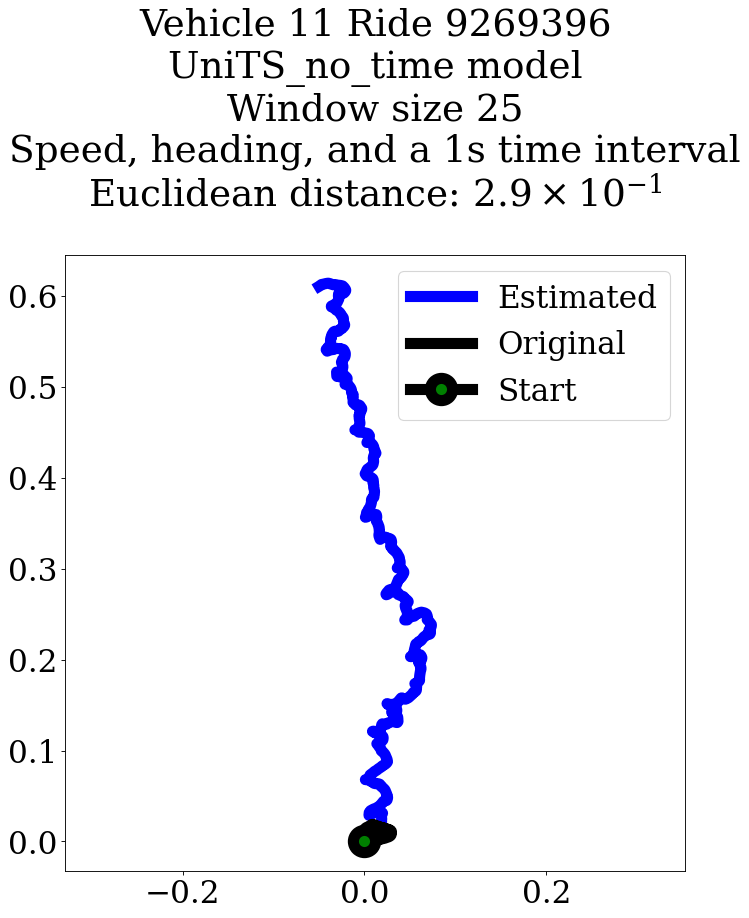 Vehicle 11 Ride 9269396
UniTS_no_time model
Window size 25
Speed, heading, and a 1s time interval
Euclidean distance: 2.9 × 10⁻¹
Estimated
Original
Start
0.6
0.5
0.4
0.3
0.2
0.1
0.0
−0.2 0.0 0.2